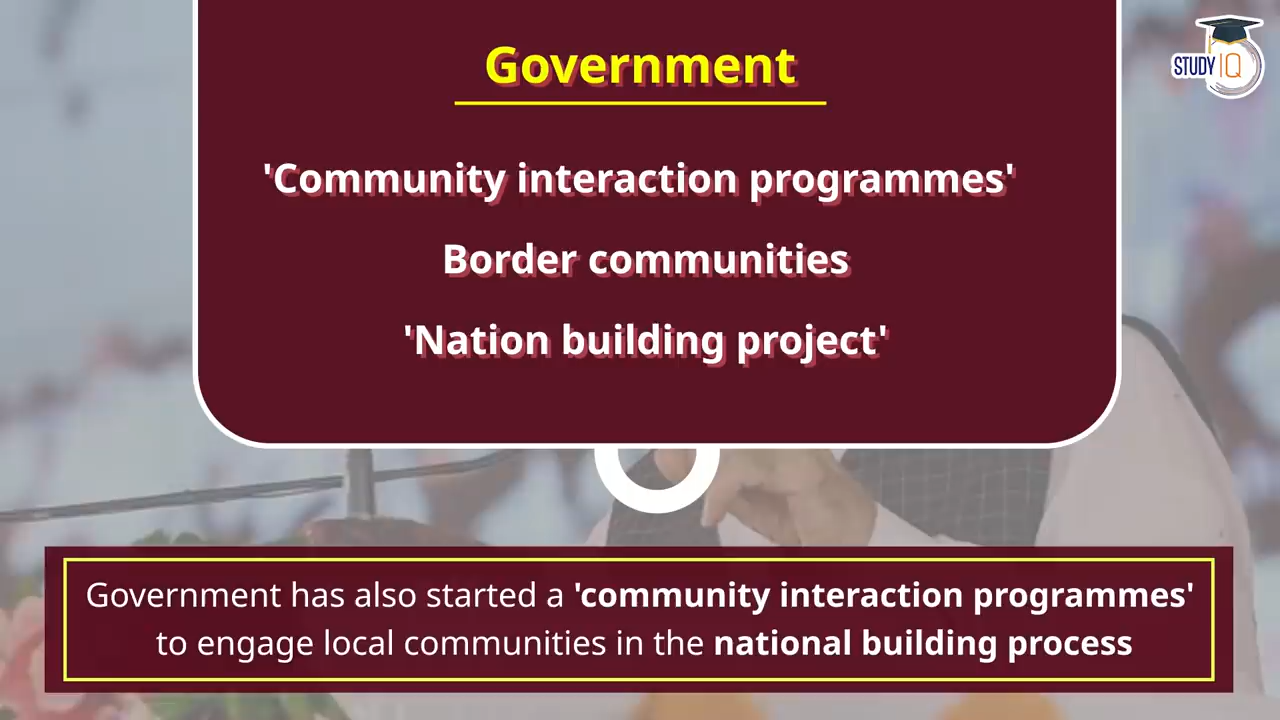 Government
STUDY IQ
'Community interaction programmes'
Border communities
'Nation building project'
Government has also started a 'community interaction programmes'
to engage local communities in the national building process